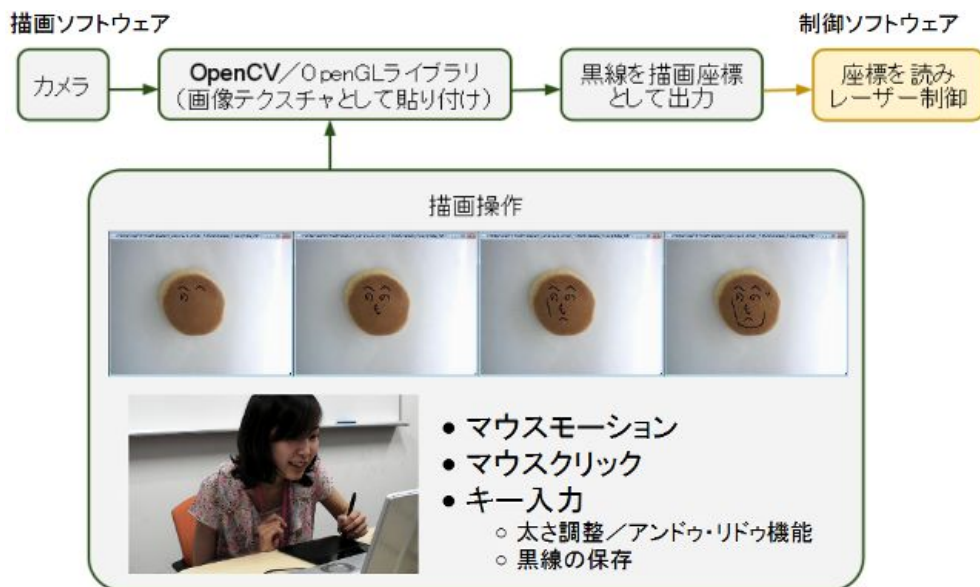 描画ソフトウェア
制御ソフトウェア
カメラ
OpenCV／OpenGLライブラリ
（画像テクスチャとして貼り付け）
黒線を描画座標
として出力
座標を読み
レーザー制御
描画操作
● マウスモーション
● マウスクリック
● キー入力
○ 太さ調整／アンドゥ・リドゥ機能
○ 黒線の保存